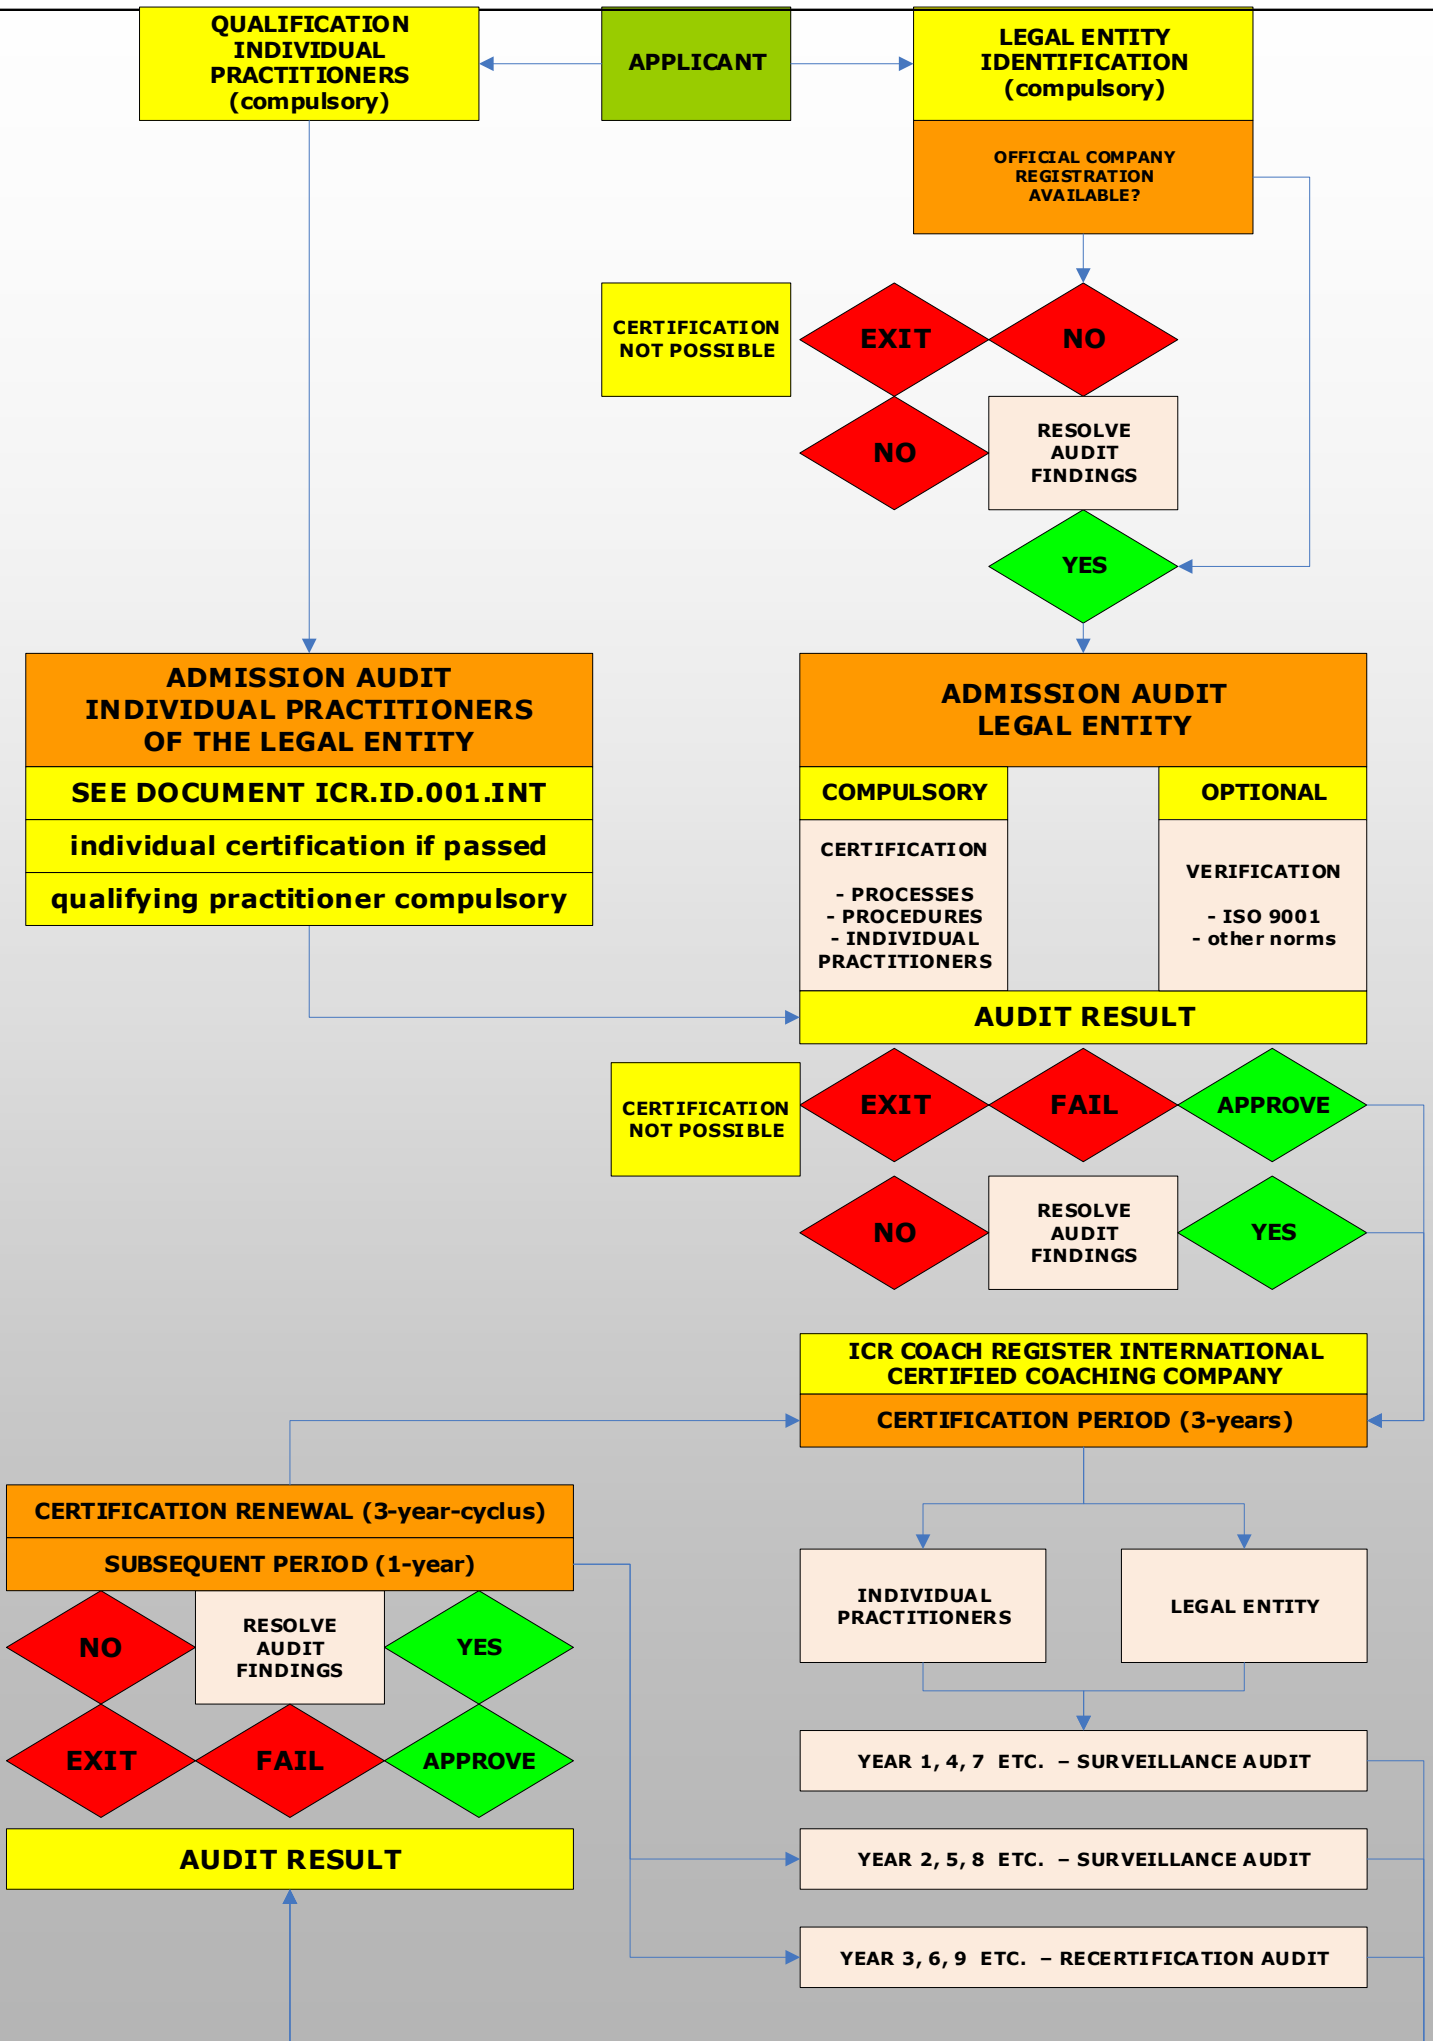 QUALIFICATION
INDIVIDUAL
PRACTITIONERS
(compulsory)
APPLICANT
LEGAL ENTITY
IDENTIFICATION
(compulsory)
OFFICIAL COMPANY
REGISTRATION
AVAILABLE?
CERTIFICATION
NOT POSSIBLE
EXIT
NO
NO
RESOLVE
AUDIT
FINDINGS
YES
ADMISSION AUDIT
INDIVIDUAL PRACTITIONERS
OF THE LEGAL ENTITY
SEE DOCUMENT ICR.ID.001.INT
individual certification if passed
qualifying practitioner compulsory
ADMISSION AUDIT
LEGAL ENTITY
COMPULSORY
CERTIFICATION
- PROCESSES
- PROCEDURES
- INDIVIDUAL
PRACTITIONERS
OPTIONAL
VERIFICATION
- ISO 9001
- other norms
AUDIT RESULT
CERTIFICATION
NOT POSSIBLE
EXIT
FAIL
APPROVE
NO
RESOLVE
AUDIT
FINDINGS
YES
ICR COACH REGISTER INTERNATIONAL
CERTIFIED COACHING COMPANY
CERTIFICATION PERIOD (3-years)
CERTIFICATION RENEWAL (3-year-cyclus)
SUBSEQUENT PERIOD (1-year)
NO
RESOLVE
AUDIT
FINDINGS
YES
EXIT
FAIL
APPROVE
AUDIT RESULT
INDIVIDUAL
PRACTITIONERS
LEGAL ENTITY
YEAR 1, 4, 7 ETC. – SURVEILLANCE AUDIT
YEAR 2, 5, 8 ETC. – SURVEILLANCE AUDIT
YEAR 3, 6, 9 ETC. – RECERTIFICATION AUDIT